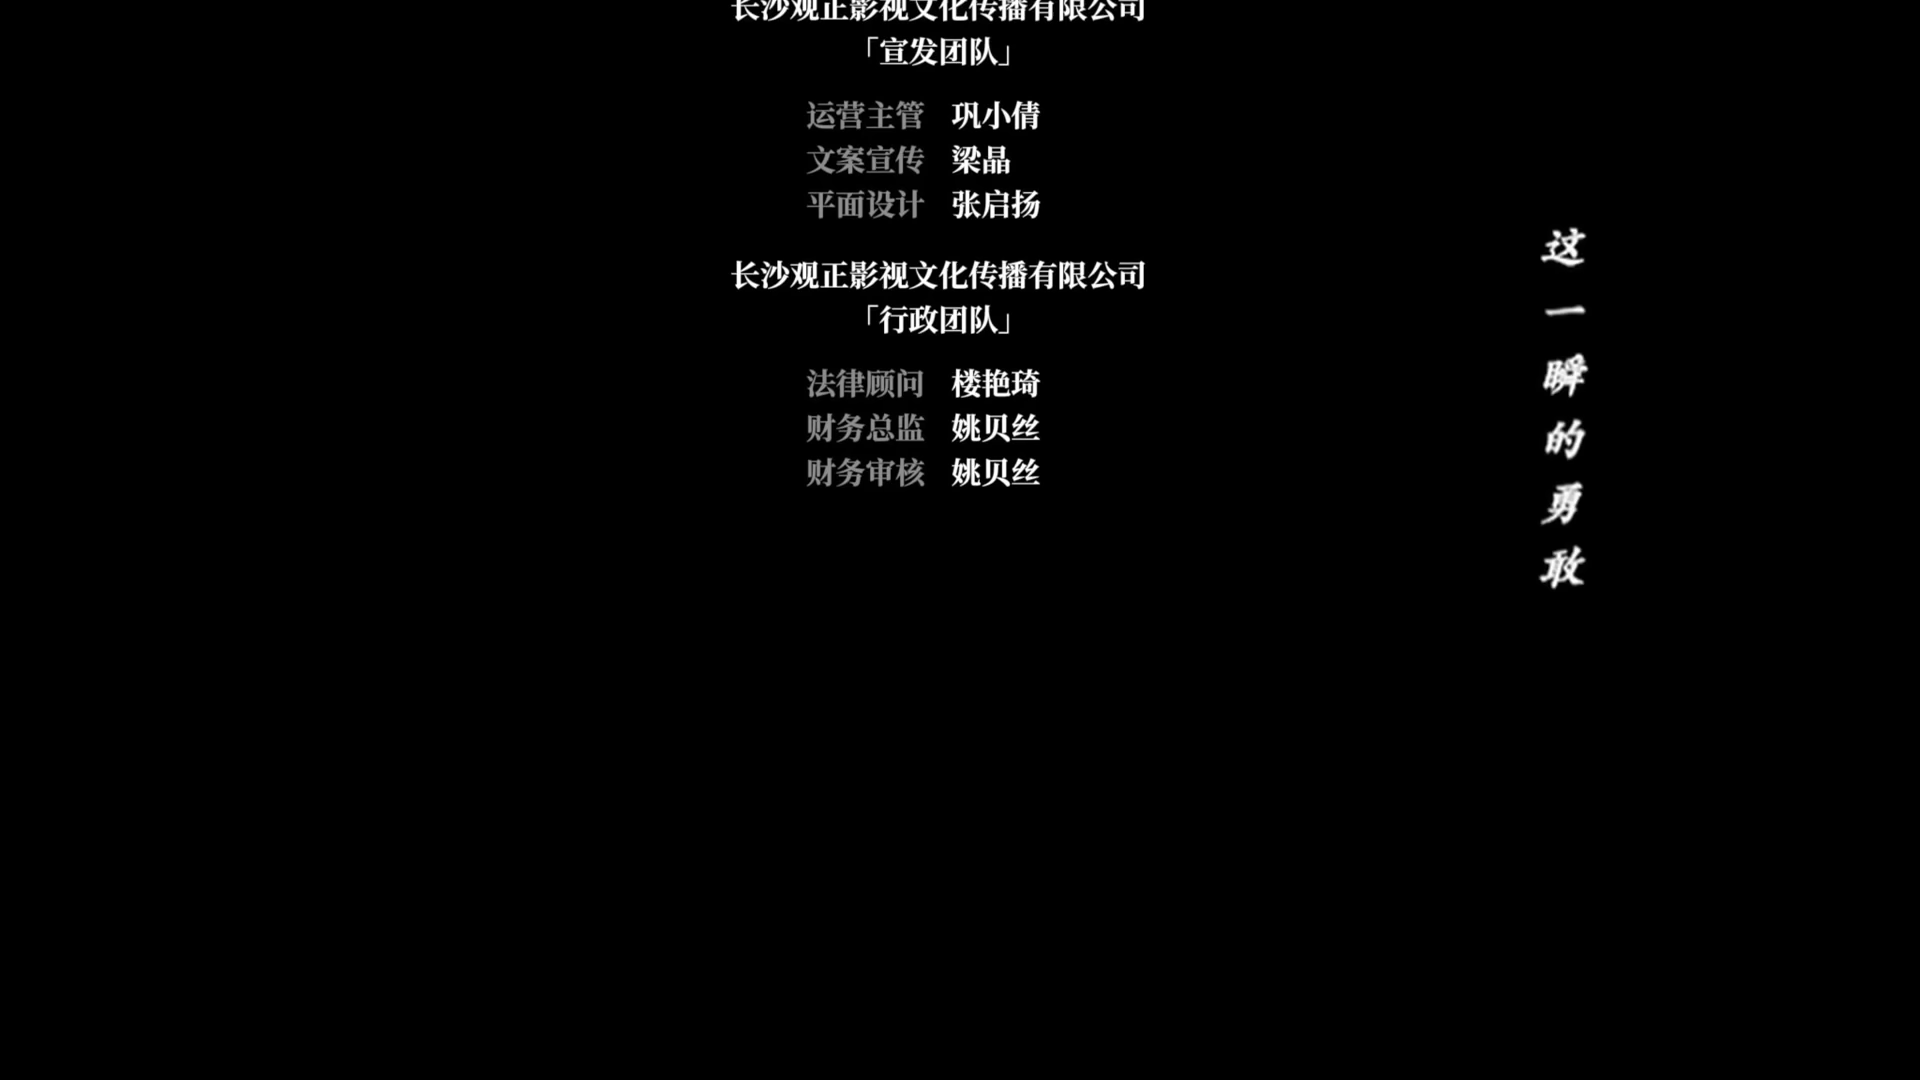 长沙观正影视文化传播有限公司
「宣发团队」
运营主管 巩小倩
文案宣传 梁晶
平面设计 张启扬
长沙观正影视文化传播有限公司
「行政团队」
法律顾问 楼艳琦
财务总监 姚贝丝
财务审核 姚贝丝
这一瞬的勇敢